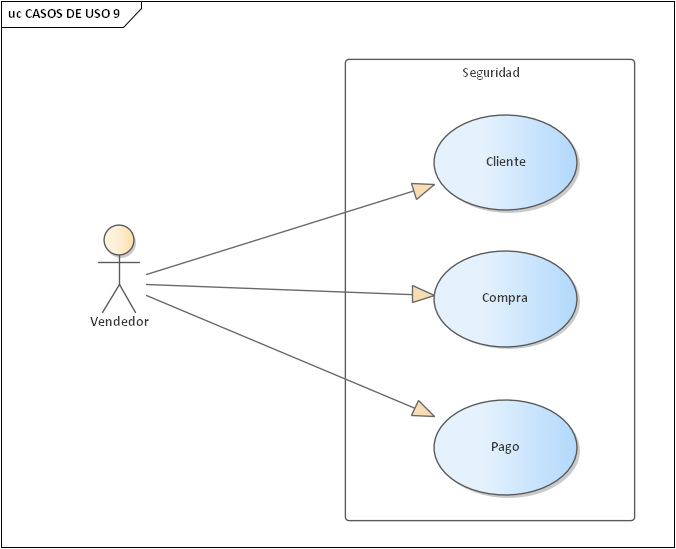 uc CASOS DE USO 9
Seguridad
Cliente
Compra
Vendedor
Pago